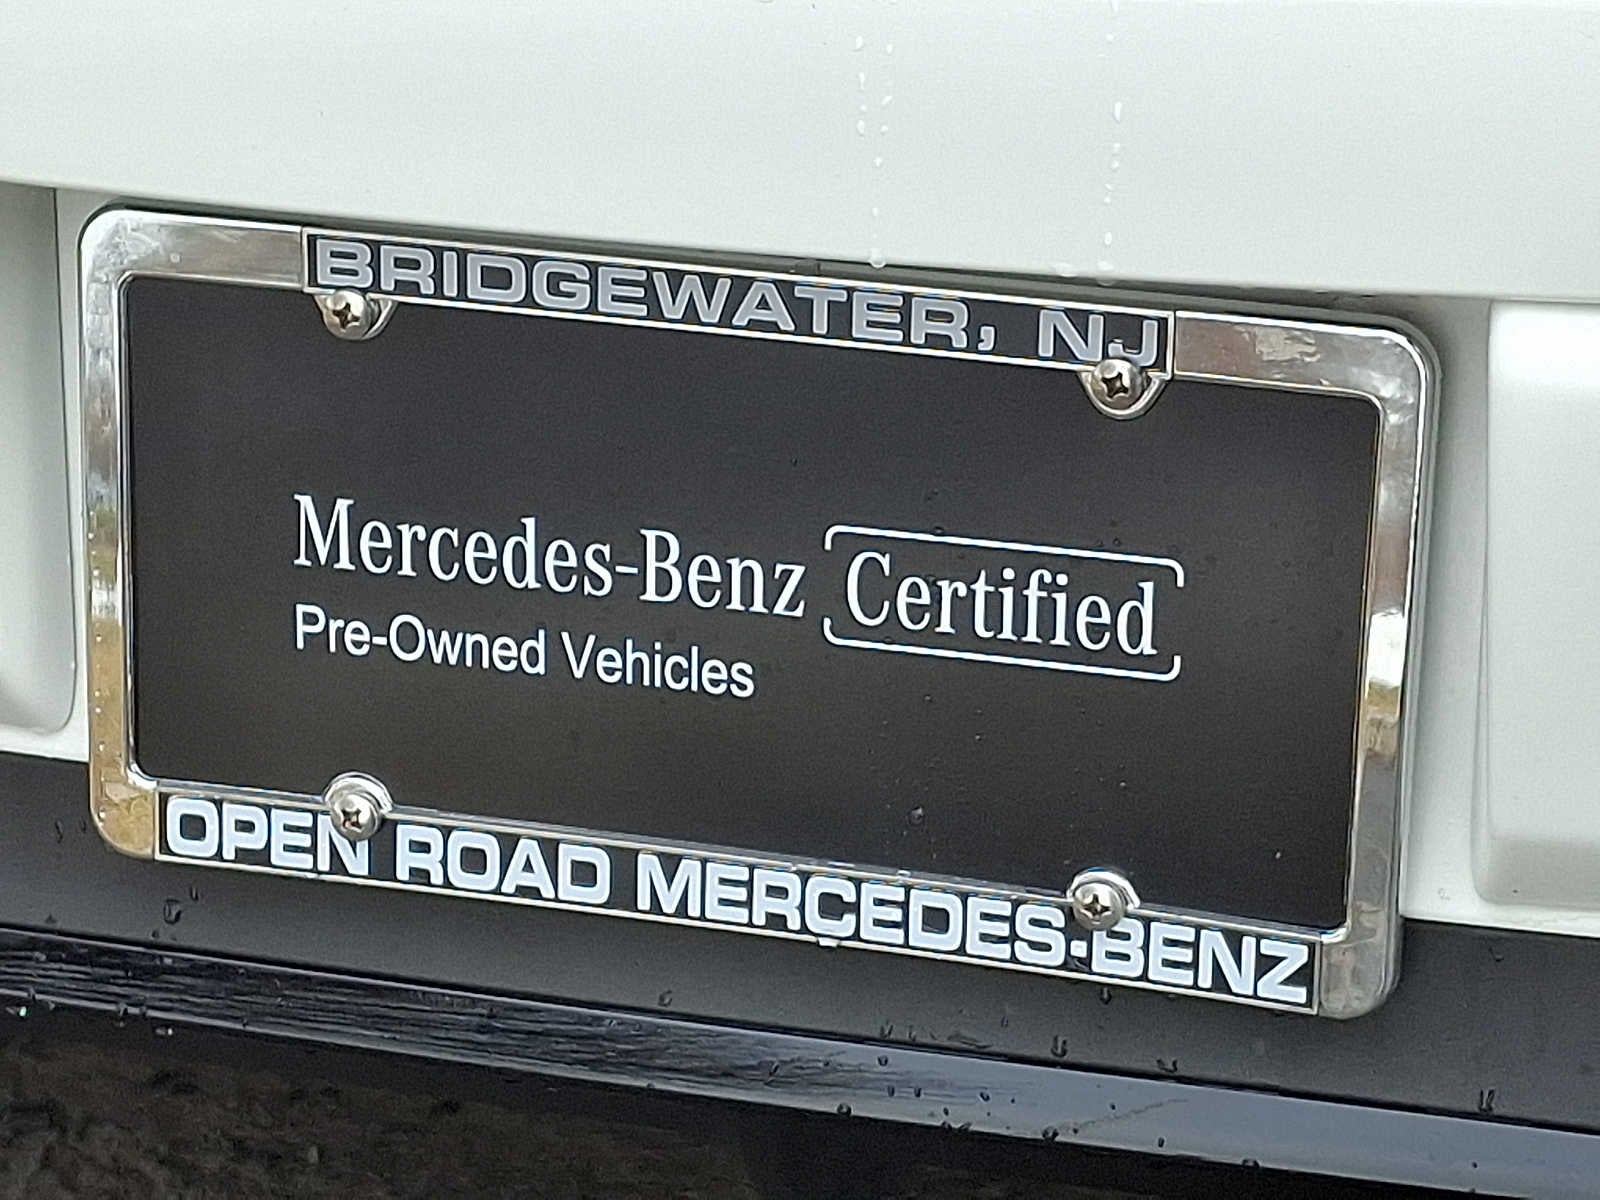 BRIDGEWATER, NJ
Mercedes-Benz Certified
Pre-Owned Vehicles
OPEN ROAD MERCEDES-BENZ